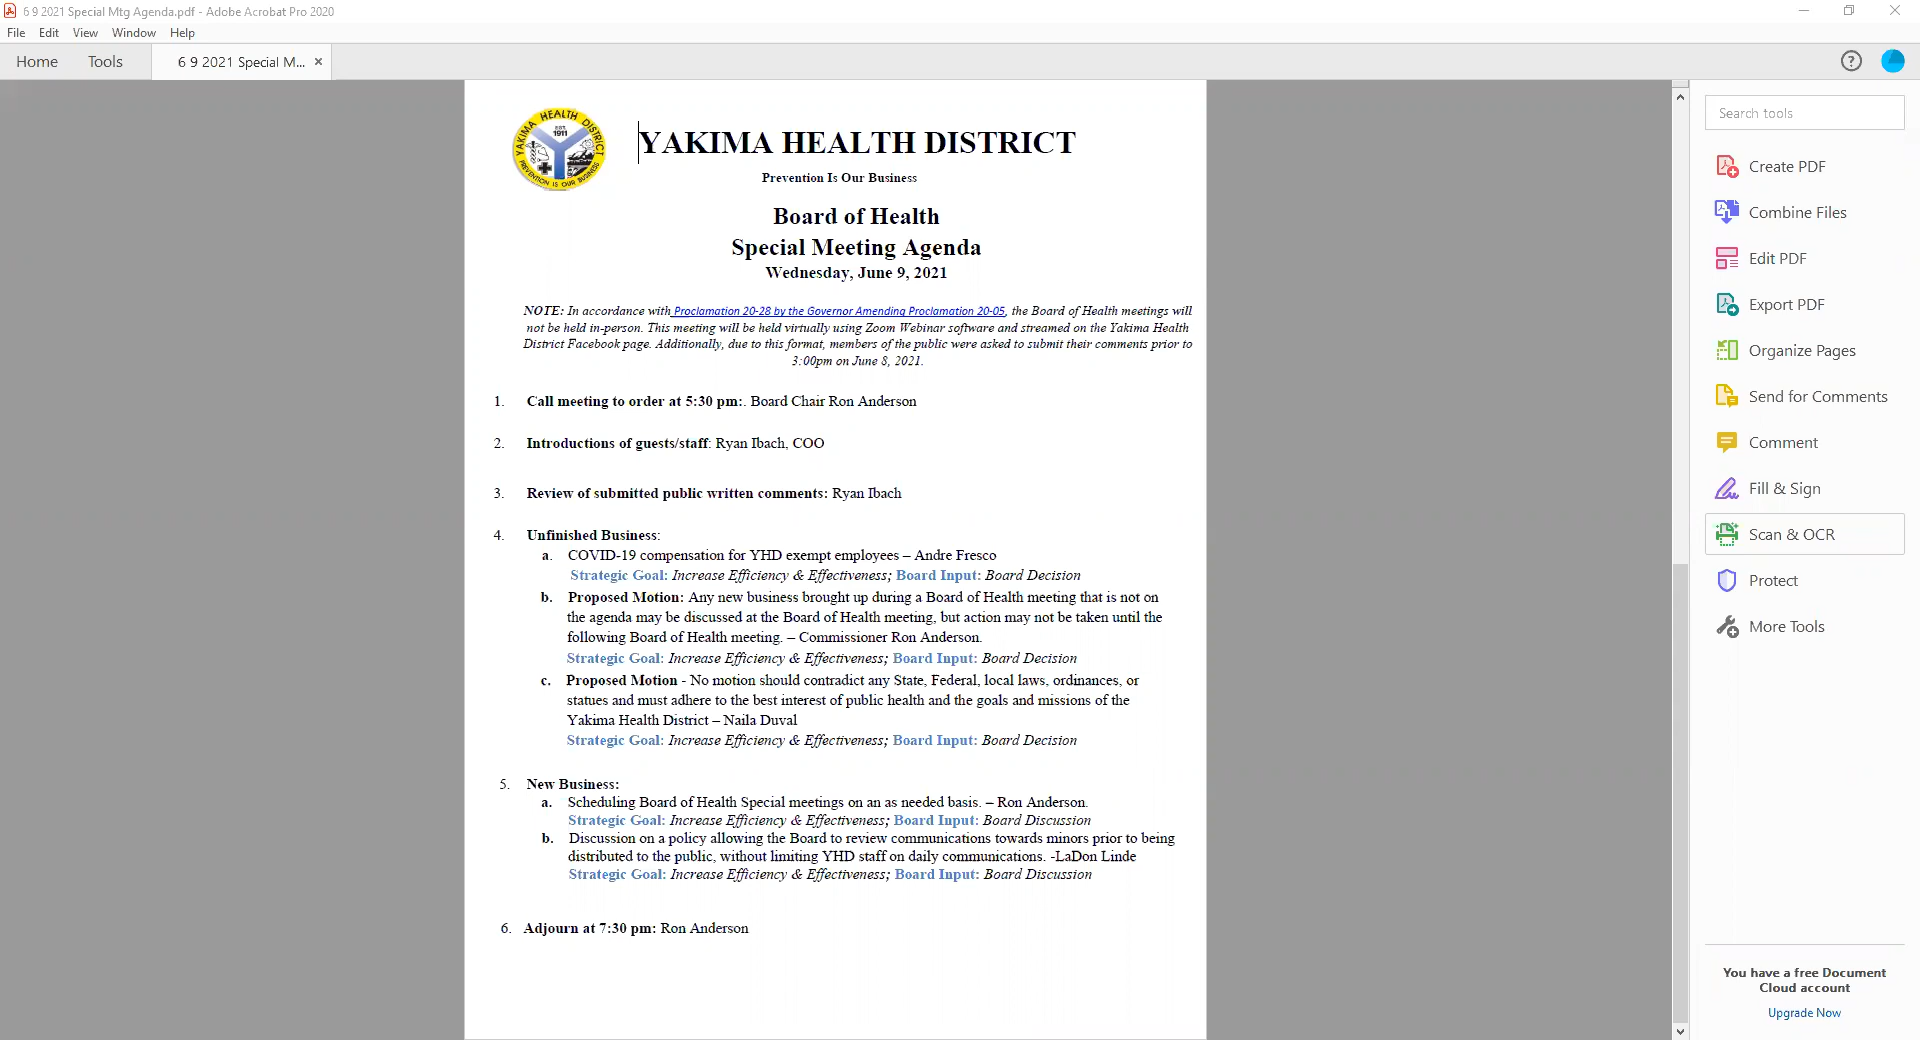 6 9 2021 Special Mtg Agenda.pdf - Adobe Acrobat Pro 2020
File Edit View Window Help
Home Tools 6 9 2021 Special M... ×
YAKIMA HEALTH DISTRICT
EST. 1911
PREVENTION IS OUR BUSINESS
YAKIMA HEALTH DISTRICT
Prevention Is Our Business
Board of Health
Special Meeting Agenda
Wednesday, June 9, 2021
NOTE: In accordance with Proclamation 20-28 by the Governor Amending Proclamation 20-05, the Board of Health meetings will
not be held in-person. This meeting will be held virtually using Zoom Webinar software and streamed on the Yakima Health
District Facebook page. Additionally, due to this format, members of the public were asked to submit their comments prior to
3:00pm on June 8, 2021.
1. Call meeting to order at 5:30 pm:. Board Chair Ron Anderson
2. Introductions of guests/staff: Ryan Ibach, COO
3. Review of submitted public written comments: Ryan Ibach
4. Unfinished Business:
a. COVID-19 compensation for YHD exempt employees – Andre Fresco
Strategic Goal: Increase Efficiency & Effectiveness; Board Input: Board Decision
b. Proposed Motion: Any new business brought up during a Board of Health meeting that is not on
the agenda may be discussed at the Board of Health meeting, but action may not be taken until the
following Board of Health meeting. – Commissioner Ron Anderson.
Strategic Goal: Increase Efficiency & Effectiveness; Board Input: Board Decision
c. Proposed Motion - No motion should contradict any State, Federal, local laws, ordinances, or
statues and must adhere to the best interest of public health and the goals and missions of the
Yakima Health District – Naila Duval
Strategic Goal: Increase Efficiency & Effectiveness; Board Input: Board Decision
5. New Business:
a. Scheduling Board of Health Special meetings on an as needed basis. – Ron Anderson.
Strategic Goal: Increase Efficiency & Effectiveness; Board Input: Board Discussion
b. Discussion on a policy allowing the Board to review communications towards minors prior to being
distributed to the public, without limiting YHD staff on daily communications. -LaDon Linde
Strategic Goal: Increase Efficiency & Effectiveness; Board Input: Board Discussion
6. Adjourn at 7:30 pm: Ron Anderson
Search tools
Create PDF
Combine Files
Edit PDF
Export PDF
Organize Pages
Send for Comments
Comment
Fill & Sign
Scan & OCR
Protect
More Tools
You have a free Document
Cloud account
Upgrade Now